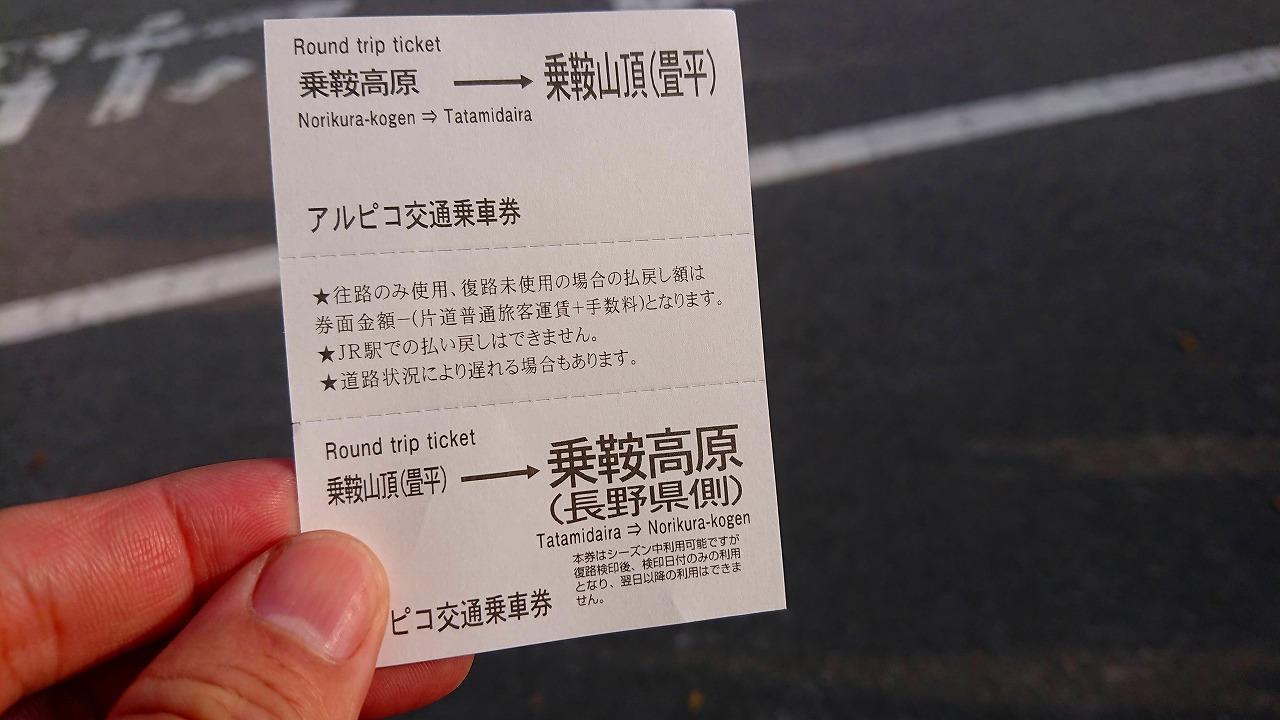 Round trip ticket
乗鞍高原 → 乗鞍山頂(畳平)
Norikura-kogen ⇒ Tatamidaira
アルピコ交通乗車券
★往路のみ使用、復路未使用の場合の払戻し額は
券面金額−(片道普通旅客運賃+手数料)となります。
★JR駅での払い戻しはできません。
★道路状況により遅れる場合もあります。
Round trip ticket
乗鞍山頂(畳平) → 乗鞍高原
(長野県側)
Tatamidaira ⇒ Norikura-kogen
本券はシーズン中利用可能ですが
復路検印後、検印日付のみの利用
となり、翌日以降の利用はできま
せん。
ピコ交通乗車券